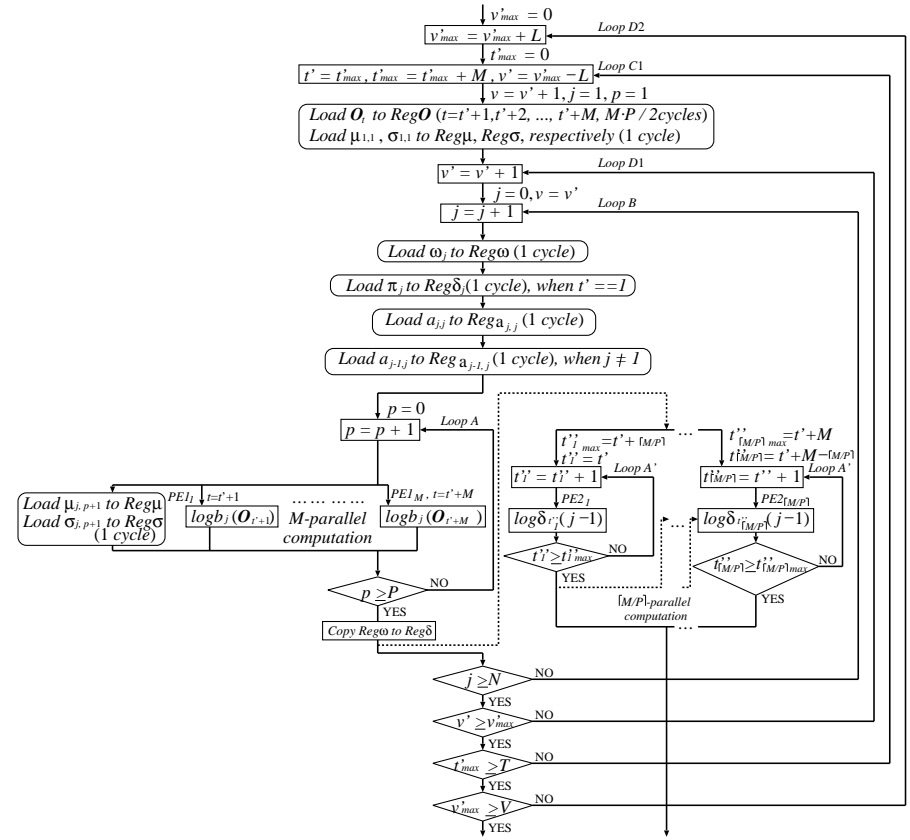 v'max = 0
Loop D2
v'max = v'max + L
t'max = 0
Loop C1
t' = t'max, t'max = t'max + M, v' = v'max – L
v = v' + 1, j = 1, p = 1
Load Ot to RegO (t=t'+1,t'+2, ..., t'+M, M·P / 2cycles)
Load μ1,1 , σ1,1 to Regμ, Regσ, respectively (1 cycle)
Loop D1
v' = v' + 1
j = 0, v = v'
Loop B
j = j + 1
Load ωj to Regω (1 cycle)
Load πj to Regδj(1 cycle), when t' ==1
Load aj,j to Reg aj,j (1 cycle)
Load aj-1,j to Reg aj-1,j (1 cycle), when j ≠ 1
p = 0
Loop A
p = p + 1
t''1 max = t' + ⌈M/P⌉
t''1 = t'
...
t''⌈M/P⌉ max = t' + M
t''⌈M/P⌉ = t' + M – ⌈M/P⌉
Loop A'
Loop A'
t''1 = t''1 + 1
t''⌈M/P⌉ = t'' + 1
Load μj, p+1 to Regμ
Load σj, p+1 to Regσ
(1 cycle)
PE11 t=t'+1
logbj(Ot'+1)
... ... ...
M-parallel
computation
PE1M , t=t'+M
logbj(Ot'+M)
PE21
logδt''1(j–1)
...
PE2⌈M/P⌉
logδt''⌈M/P⌉(j–1)
t''1 ≥ t''1max
NO
YES
t''⌈M/P⌉ ≥ t''⌈M/P⌉max
NO
YES
⌈M/P⌉-parallel
computation
...
p ≥ P
NO
YES
Copy Regω to Regδ
j ≥ N
NO
YES
v' ≥ v'max
NO
YES
t'max ≥ T
NO
YES
v'max ≥ V
NO
YES